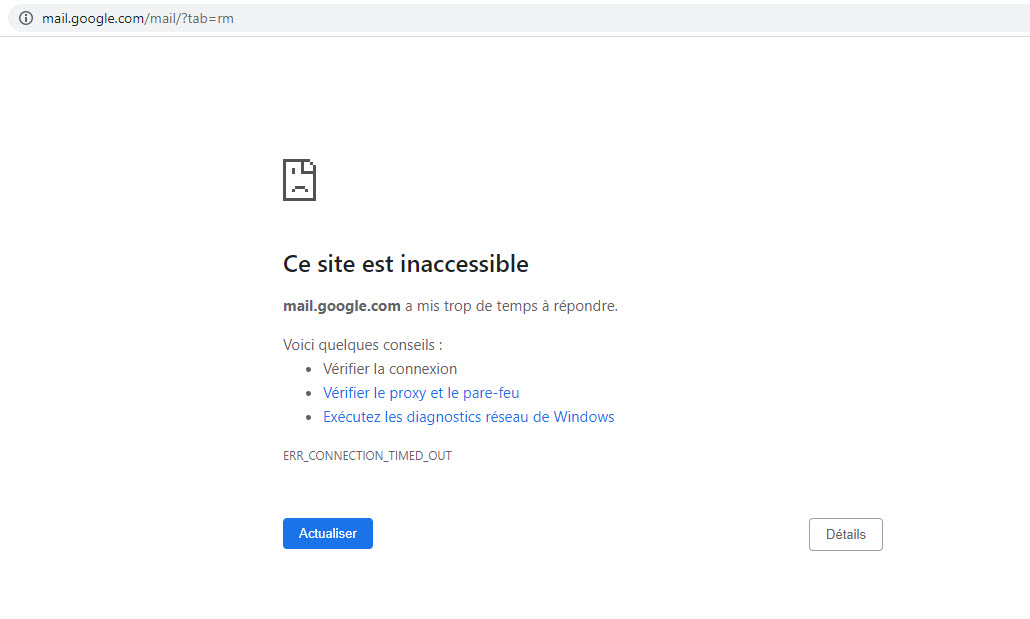 mail.google.com/mail/?tab=rm
Ce site est inaccessible
mail.google.com a mis trop de temps à répondre.
Voici quelques conseils :
Vérifier la connexion
Vérifier le proxy et le pare-feu
Exécutez les diagnostics réseau de Windows
ERR_CONNECTION_TIMED_OUT
Actualiser
Détails